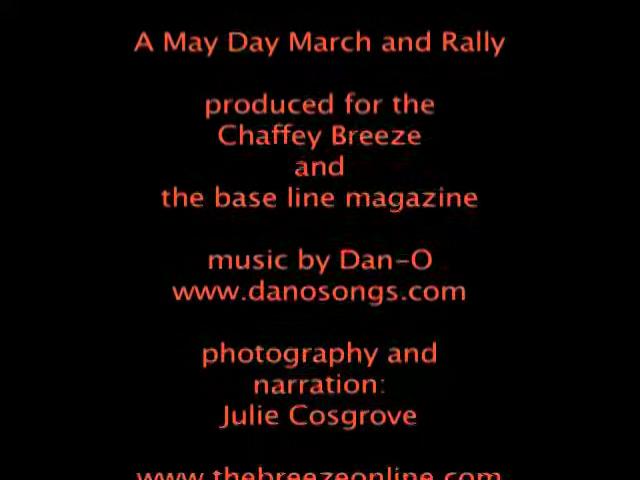 A May Day March and Rally
produced for the
Chaffey Breeze
and
the base line magazine
music by Dan-O
www.danosongs.com
photography and
narration:
Julie Cosgrove
www.thebreezeonline.com